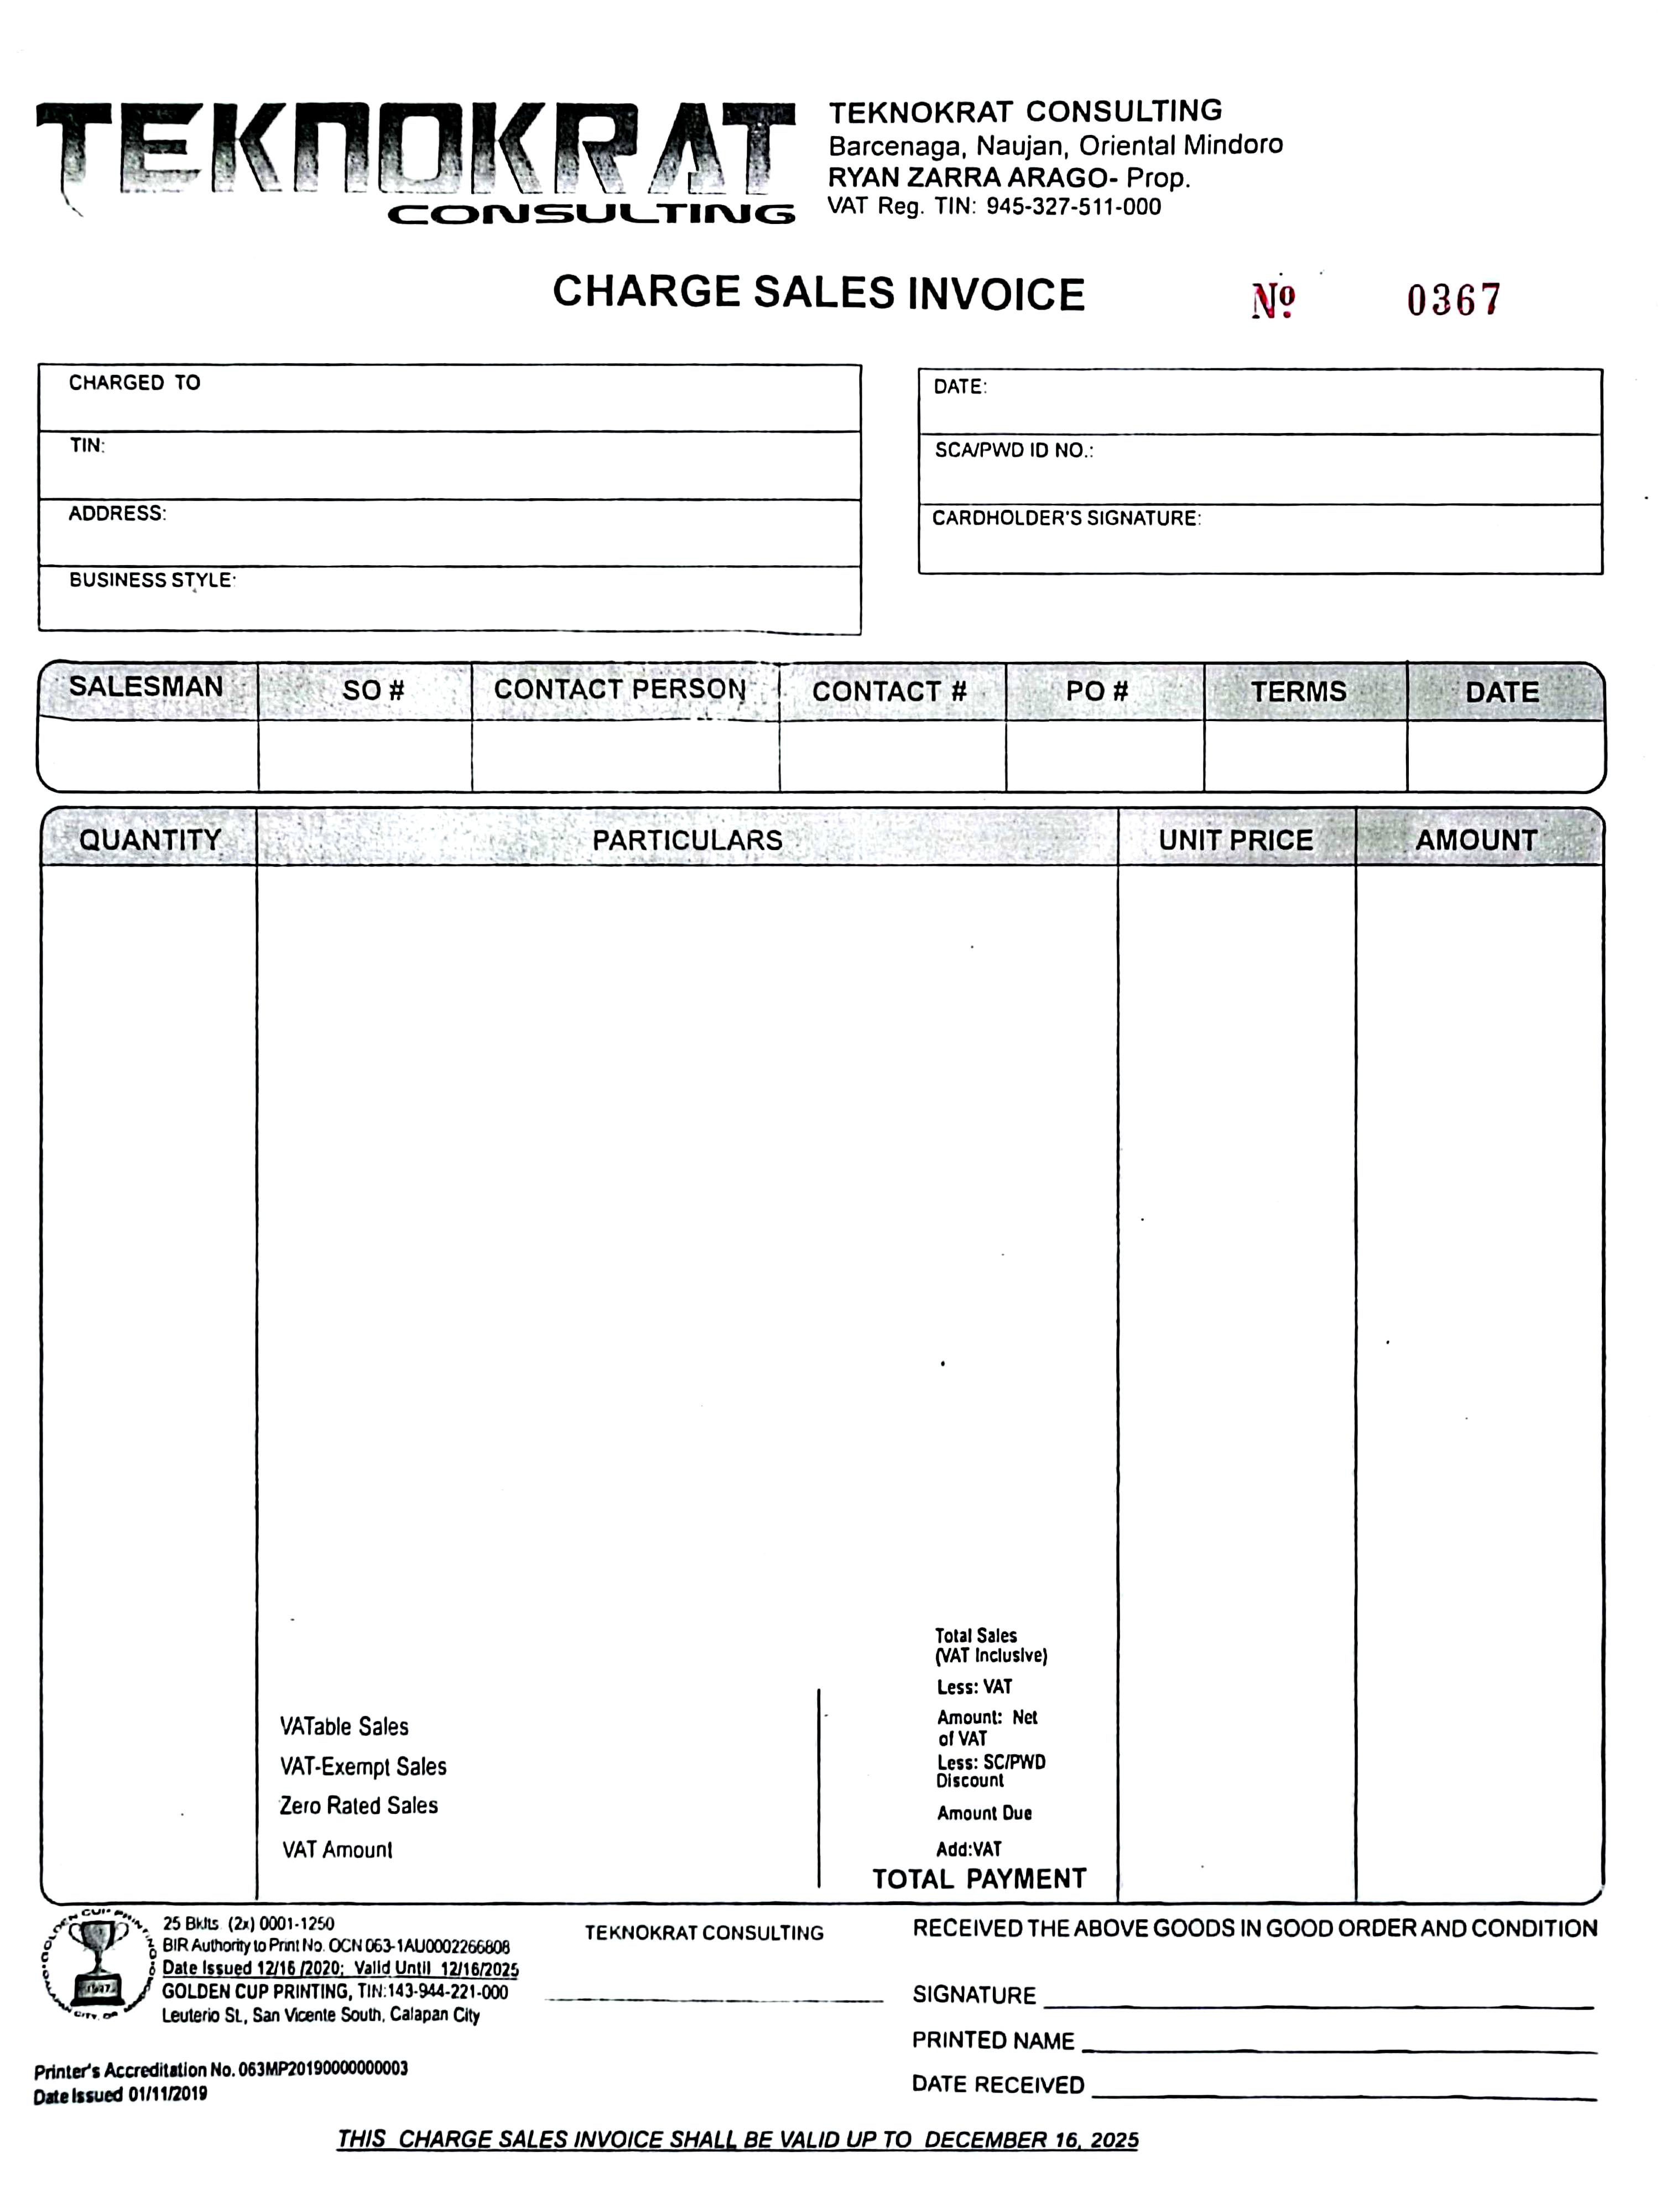 TEKNOKRAT
CONSULTING
TEKNOKRAT CONSULTING
Barcenaga, Naujan, Oriental Mindoro
RYAN ZARRA ARAGO- Prop.
VAT Reg. TIN: 945-327-511-000
CHARGE SALES INVOICE Nº 0367
CHARGED TO
TIN:
ADDRESS:
BUSINESS STYLE:
DATE:
SCA/PWD ID NO.:
CARDHOLDER'S SIGNATURE:
SALESMAN SO # CONTACT PERSON CONTACT # PO # TERMS DATE
QUANTITY PARTICULARS UNIT PRICE AMOUNT
VATable Sales
VAT-Exempt Sales
Zero Rated Sales
VAT Amount
Total Sales
(VAT Inclusive)
Less: VAT
Amount: Net
of VAT
Less: SC/PWD
Discount
Amount Due
Add:VAT
TOTAL PAYMENT
25 Bklts (2x) 0001-1250
BIR Authority to Print No. OCN 063-1AU0002266808
Date Issued 12/16 /2020; Valid Until 12/16/2025
GOLDEN CUP PRINTING, TIN:143-944-221-000
Leuterio St., San Vicente South, Calapan City
Printer's Accreditation No. 063MP20190000000003
Date Issued 01/11/2019
TEKNOKRAT CONSULTING
RECEIVED THE ABOVE GOODS IN GOOD ORDER AND CONDITION
SIGNATURE
PRINTED NAME
DATE RECEIVED
THIS CHARGE SALES INVOICE SHALL BE VALID UP TO DECEMBER 16, 2025